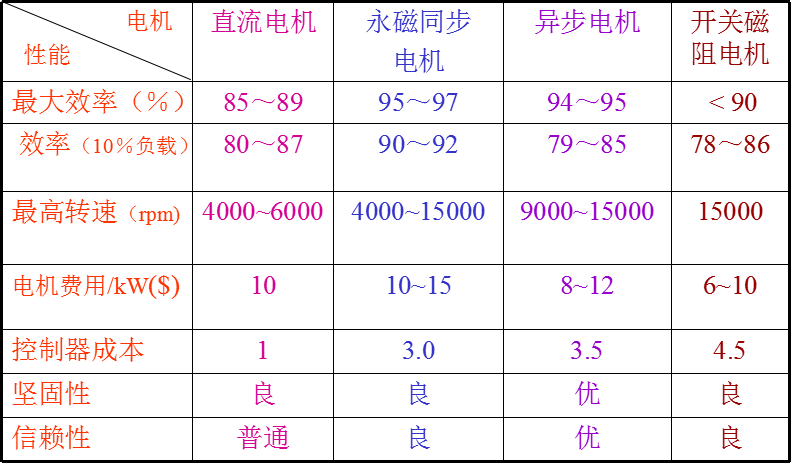 电机
性能
直流电机
永磁同步
电机
异步电机
开关磁
阻电机
最大效率（%）
85～89
95～97
94～95
< 90
效率（10%负载）
80～87
90～92
79～85
78～86
最高转速（rpm)
4000~6000
4000~15000
9000~15000
15000
电机费用/kW($)
10
10~15
8~12
6~10
控制器成本
1
3.0
3.5
4.5
坚固性
良
良
优
良
信赖性
普通
良
优
良